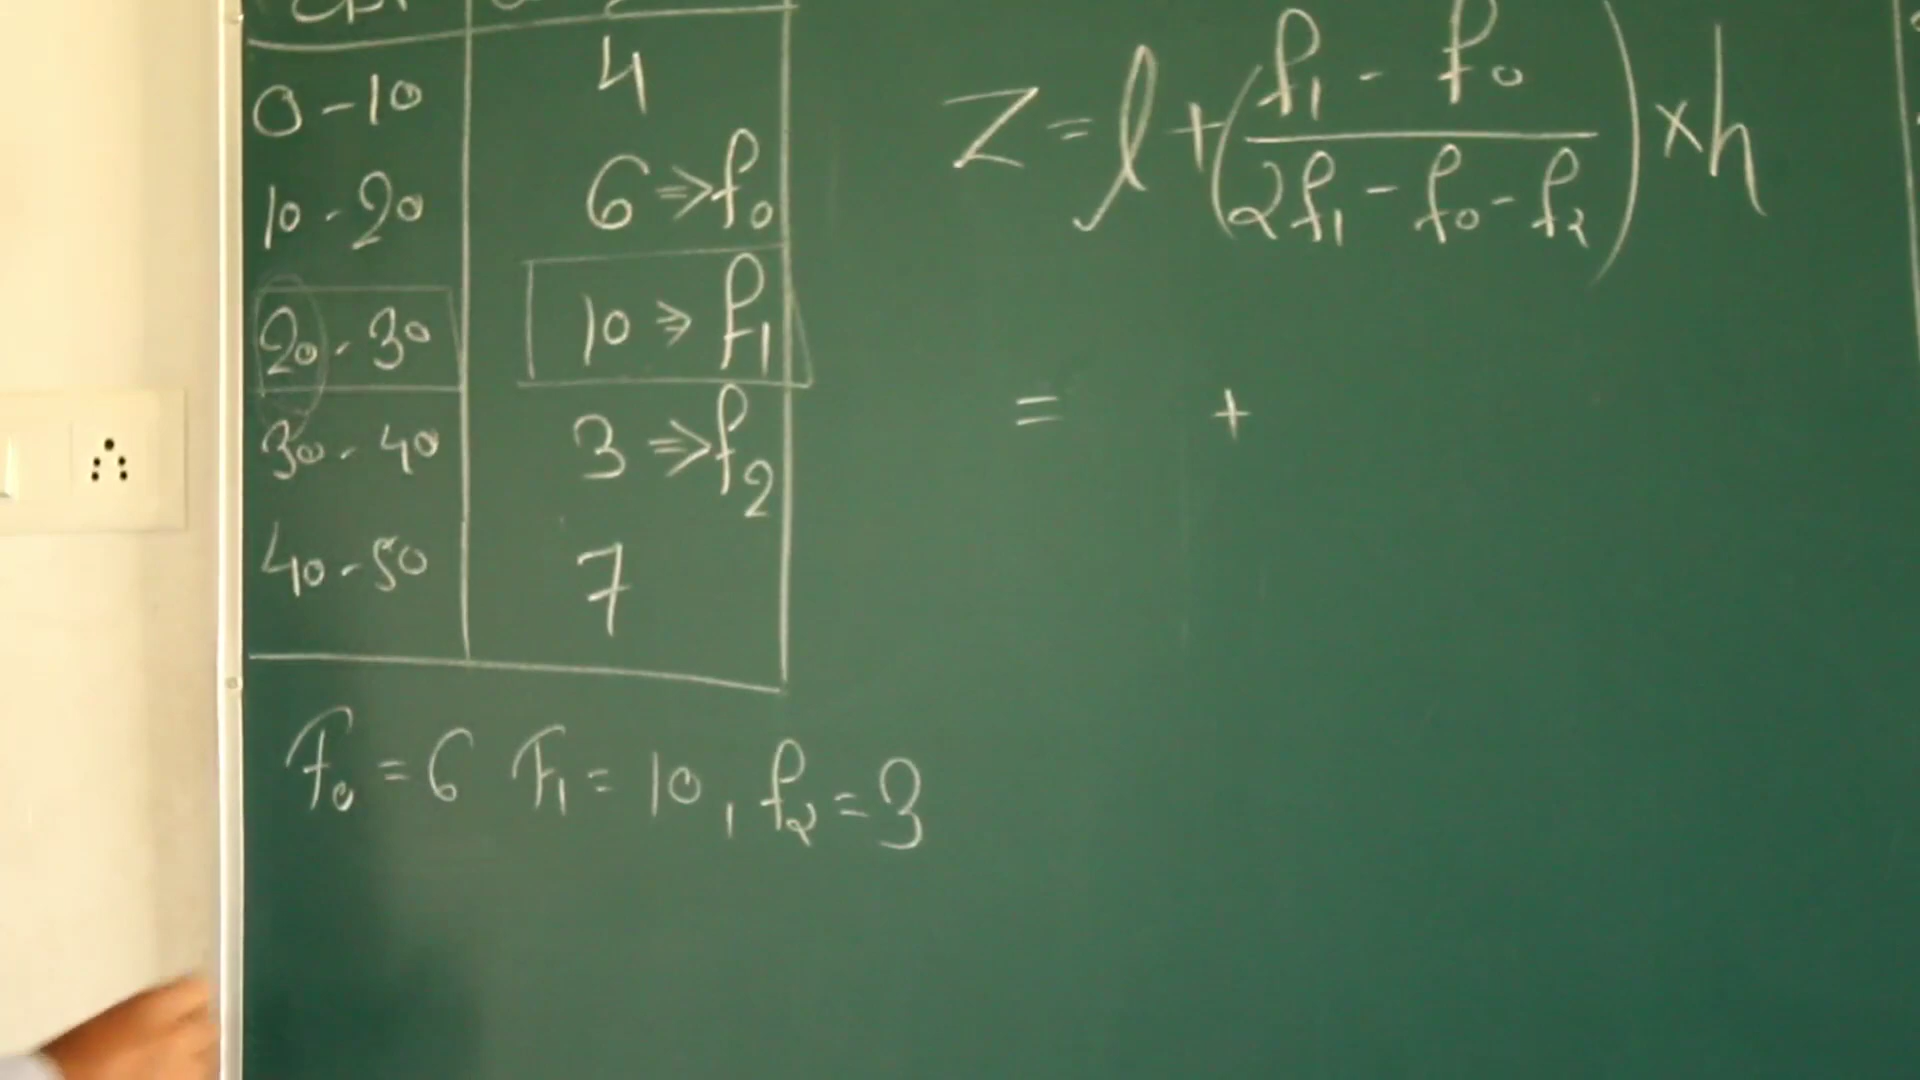 0-10 4
10-20 6 ⇒ f₀
20-30 10 ⇒ f₁
30-40 3 ⇒ f₂
40-50 7
F₀ = 6 F₁ = 10, f₂ = 3
Z = l + (f₁ - f₀ / 2f₁ - f₀ - f₂) × h
= +